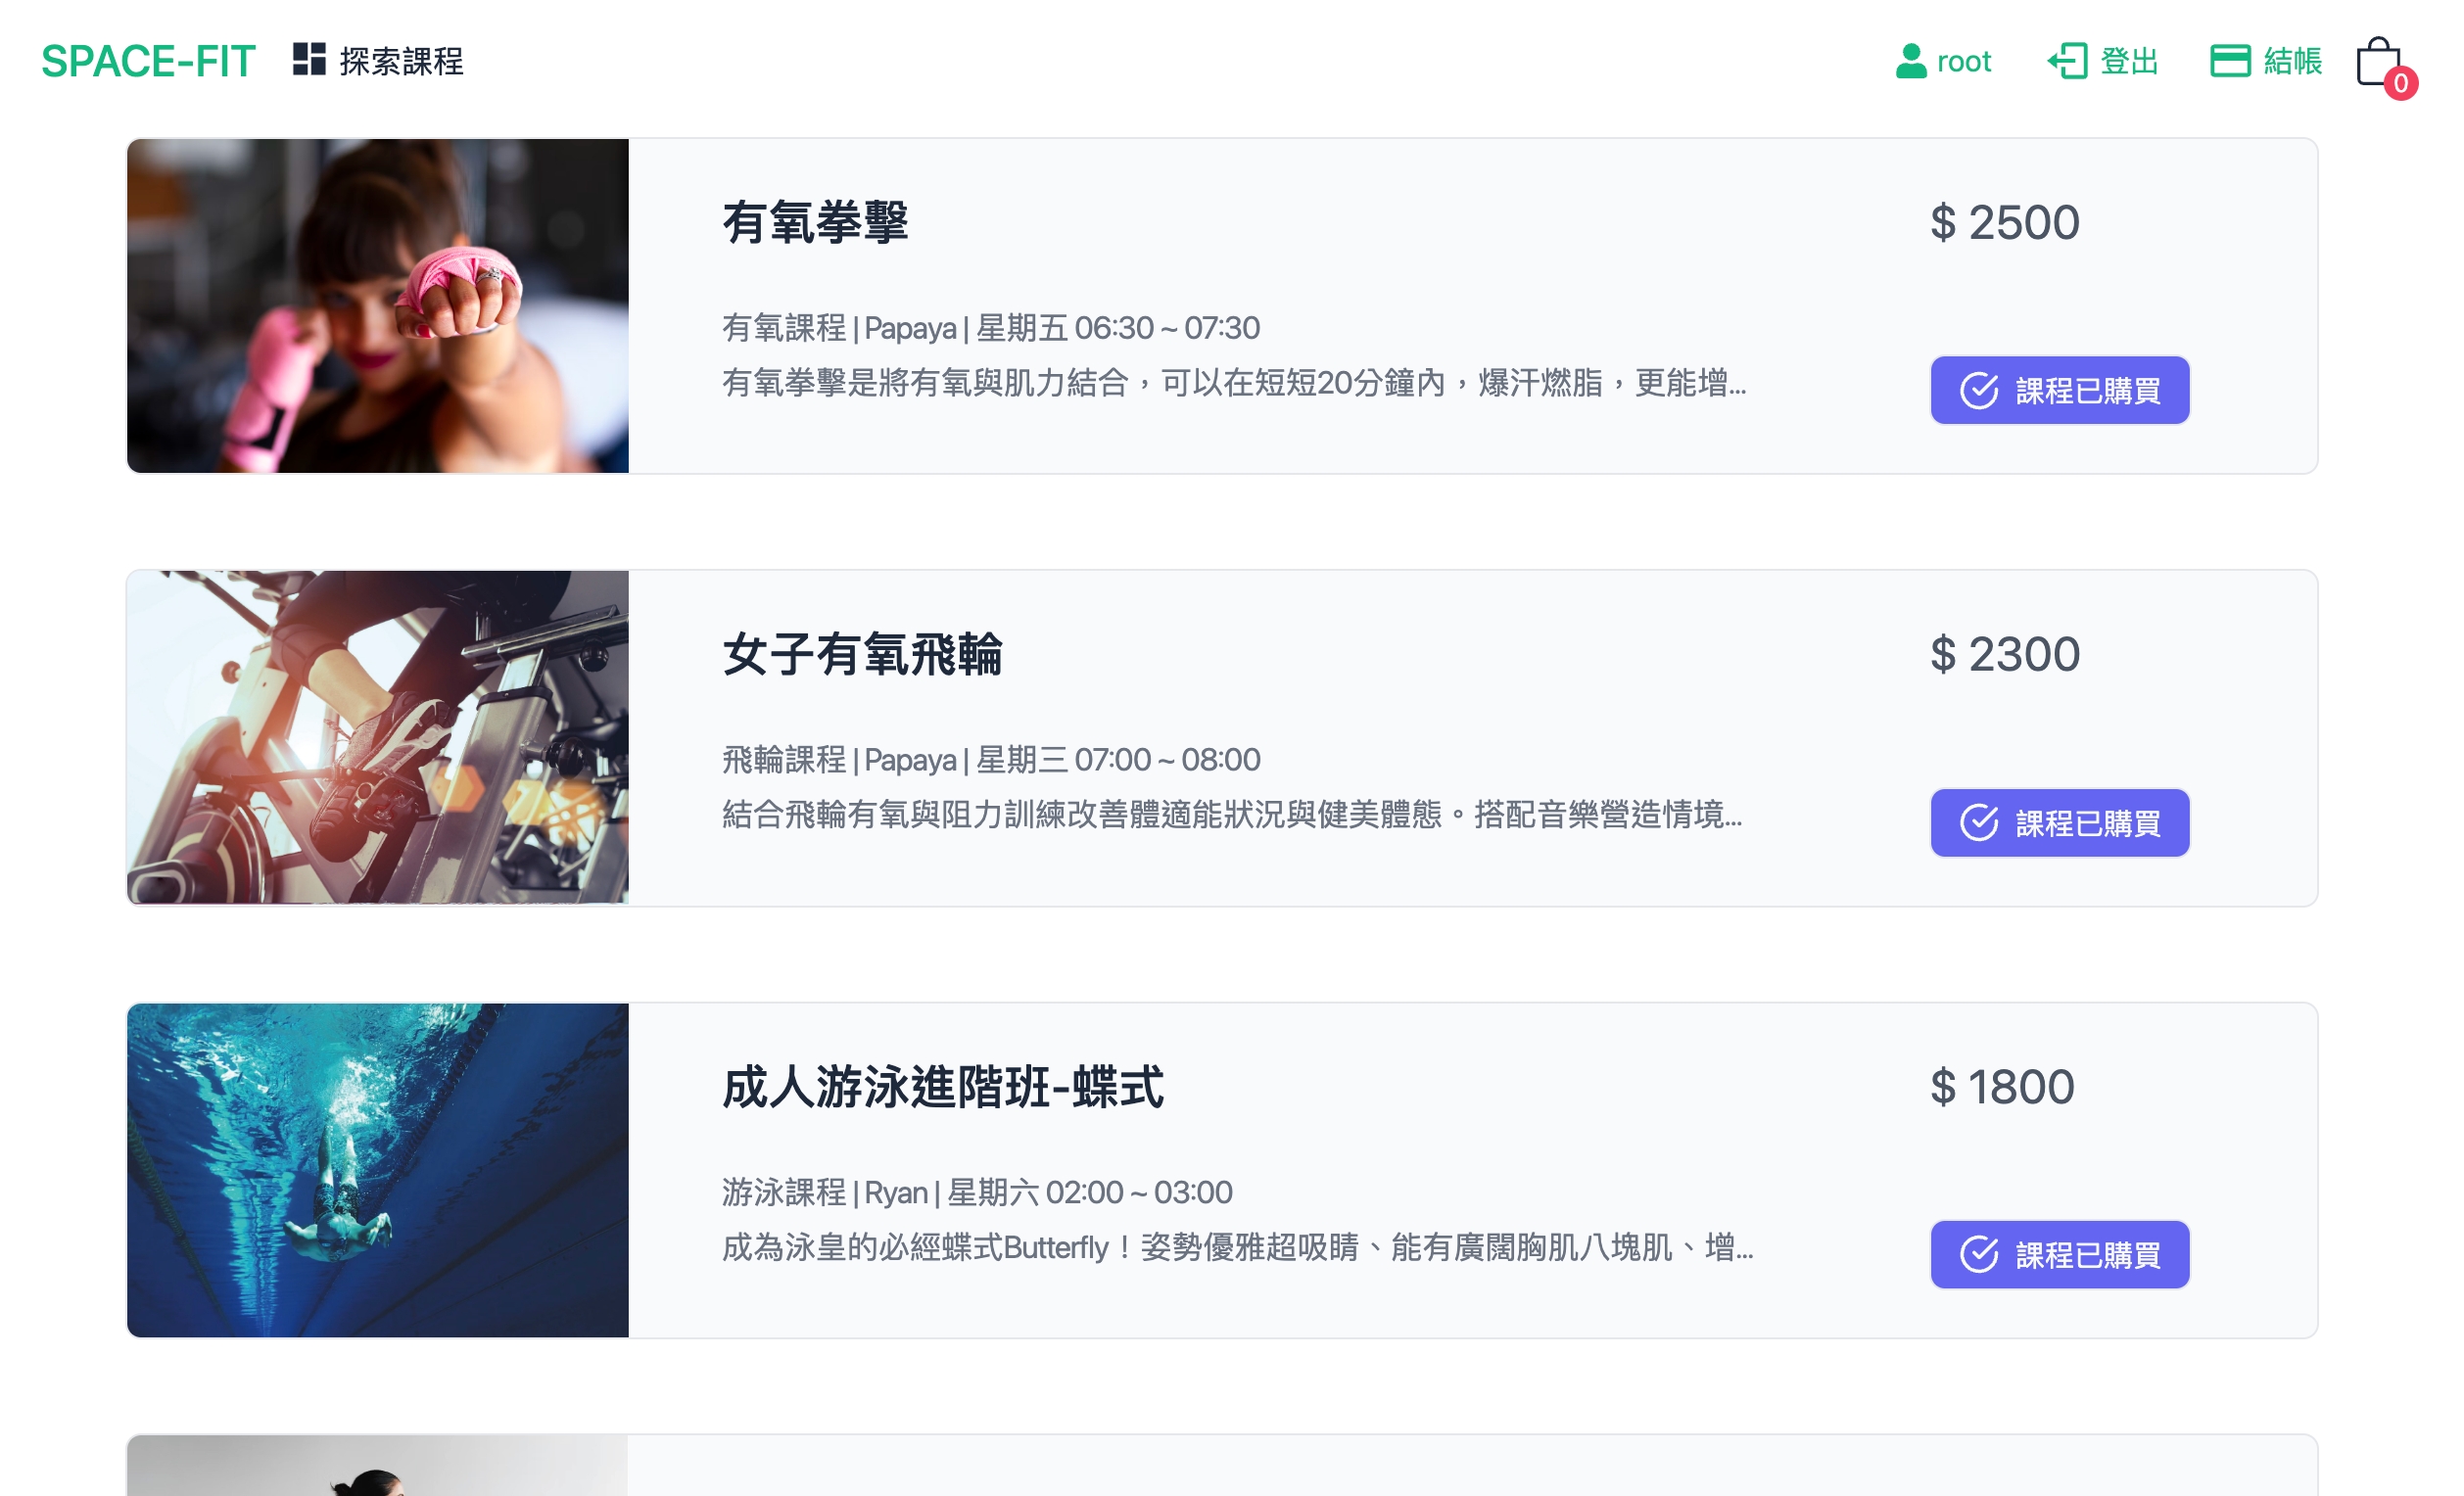 SPACE-FIT 探索課程 root 登出 結帳 0
有氧拳擊 $ 2500
有氧課程 | Papaya | 星期五 06:30 ~ 07:30
有氧拳擊是將有氧與肌力結合，可以在短短20分鐘內，爆汗燃脂，更能增...
課程已購買
女子有氧飛輪 $ 2300
飛輪課程 | Papaya | 星期三 07:00 ~ 08:00
結合飛輪有氧與阻力訓練改善體適能狀況與健美體態。搭配音樂營造情境...
課程已購買
成人游泳進階班-蝶式 $ 1800
游泳課程 | Ryan | 星期六 02:00 ~ 03:00
成為泳皇的必經蝶式Butterfly！姿勢優雅超吸睛、能有廣闊胸肌八塊肌、增...
課程已購買